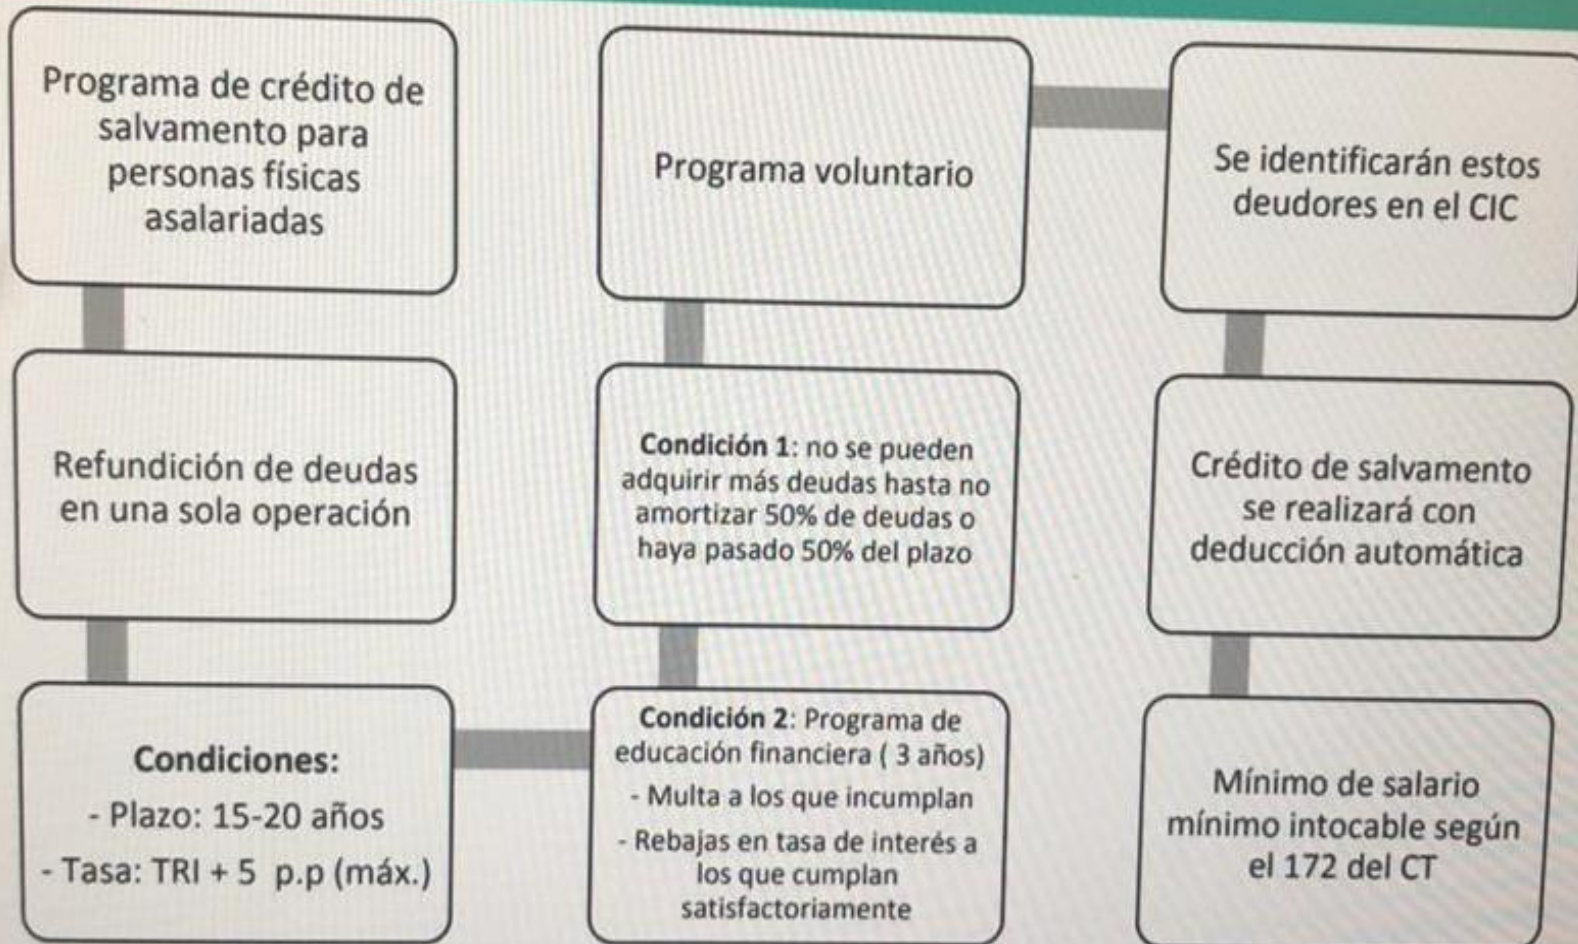 Programa de crédito de
salvamento para
personas físicas
asalariadas
Refundición de deudas
en una sola operación
Condiciones:
- Plazo: 15-20 años
- Tasa: TRI + 5 p.p (máx.)
Condición 2: Programa de
educación financiera ( 3 años)
- Multa a los que incumplan
- Rebajas en tasa de interés a
los que cumplan
satisfactoriamente
Condición 1: no se pueden
adquirir más deudas hasta no
amortizar 50% de deudas o
haya pasado 50% del plazo
Programa voluntario
Se identificarán estos
deudores en el CIC
Crédito de salvamento
se realizará con
deducción automática
Mínimo de salario
mínimo intocable según
el 172 del CT